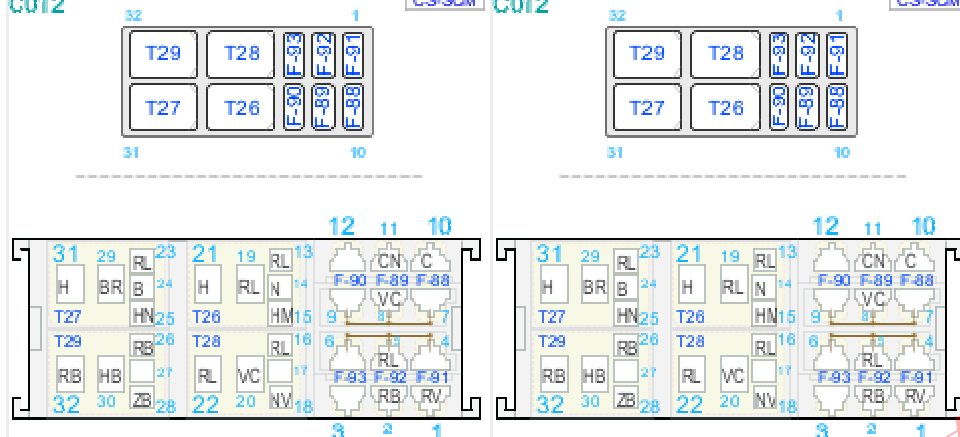 C012 C012
32 1 32 1
T29 T28 F-93 F-92 F-91 T29 T28 F-93 F-92 F-91
T27 T26 F-90 F-89 F-88 T27 T26 F-90 F-89 F-88
31 10 31 10
12 11 10 12 11 10
31 29 RL 23 21 19 RL 13 CN C 31 29 RL 23 21 19 RL 13 CN C
H BR B 24 H RL N 14 F-90 F-89 F-88 H BR B 24 H RL N 14 F-90 F-89 F-88
VC VC
T27 HN 25 T26 HM 15 9 8 7 T27 HN 25 T26 HM 15 9 8 7
T29 RB 26 T28 RL 16 6 4 T29 RB 26 T28 RL 16 6 4
RL RL
RB HB 27 RL VC 17 F-93 F-92 F-91 RB HB 27 RL VC 17 F-93 F-92 F-91
32 30 ZB 28 22 20 NV 18 RB RV 32 30 ZB 28 22 20 NV 18 RB RV
3 2 1 3 2 1